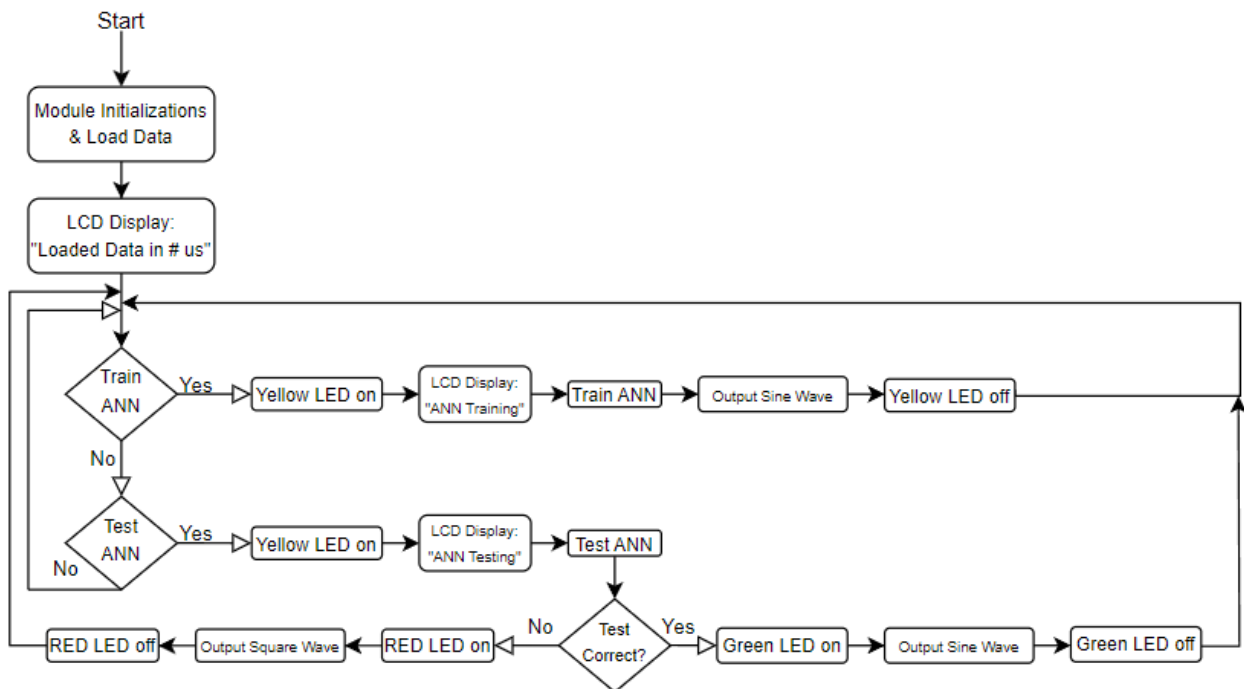 Start
Module Initializations
& Load Data
LCD Display:
"Loaded Data in # us"
Train
ANN
Yes
Yellow LED on
LCD Display:
"ANN Training"
Train ANN
Output Sine Wave
Yellow LED off
No
Test
ANN
Yes
No
Yellow LED on
LCD Display:
"ANN Testing"
Test ANN
Test
Correct?
No
RED LED on
Output Square Wave
RED LED off
Yes
Green LED on
Output Sine Wave
Green LED off